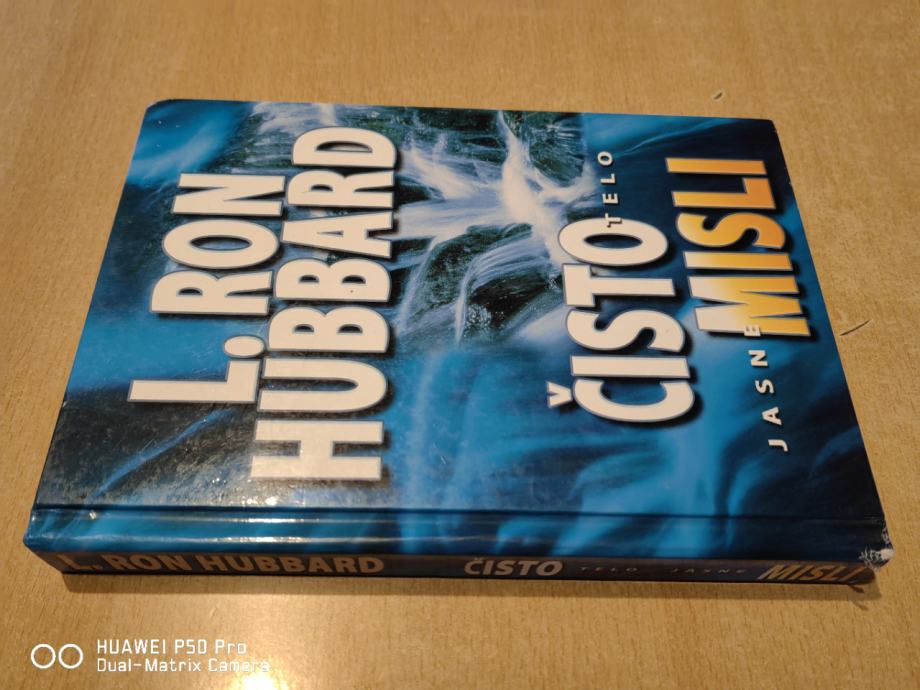 L. RON
HUBBARD
ČISTO TELO
JASNE MISLI
L. RON HUBBARD ČISTO TELO JASNE MISLI
HUAWEI P50 Pro
Dual-Matrix Camera